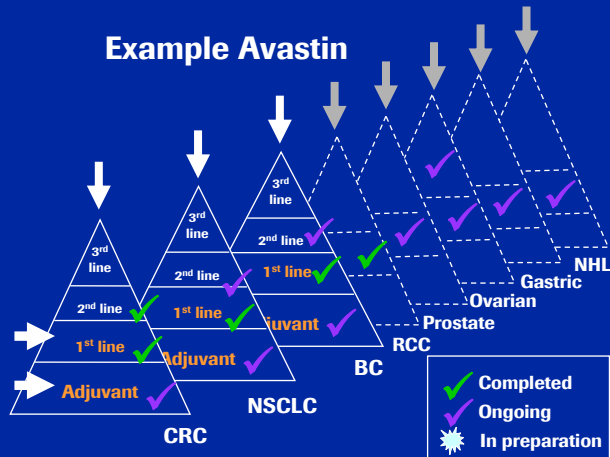 Example Avastin
3rd
line
2nd line
1st line
Adjuvant
CRC
3rd
line
2nd line
1st line
Adjuvant
NSCLC
3rd
line
2nd line
1st line
juvant
BC
RCC
Prostate
Ovarian
Gastric
NHL
Completed
Ongoing
In preparation